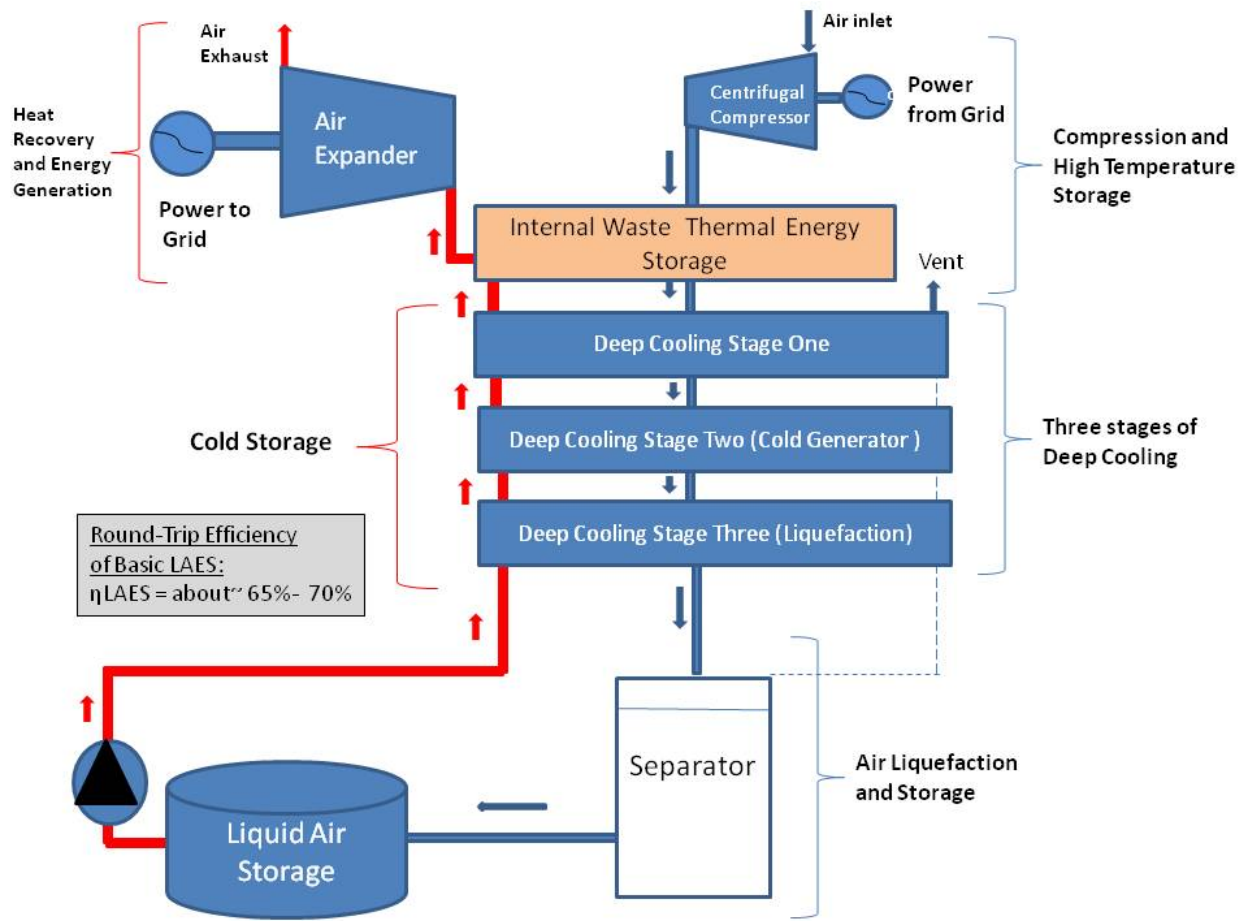 Air
Exhaust
Air inlet
Heat
Recovery
and Energy
Generation
Air
Expander
Power to
Grid
Centrifugal
Compressor
Power
from Grid
Compression and
High Temperature
Storage
Internal Waste Thermal Energy
Storage
Vent
Deep Cooling Stage One
Cold Storage
Deep Cooling Stage Two (Cold Generator )
Three stages of
Deep Cooling
Deep Cooling Stage Three (Liquefaction)
Round-Trip Efficiency
of Basic LAES:
η LAES = about~ 65%- 70%
Separator
Air Liquefaction
and Storage
Liquid Air
Storage